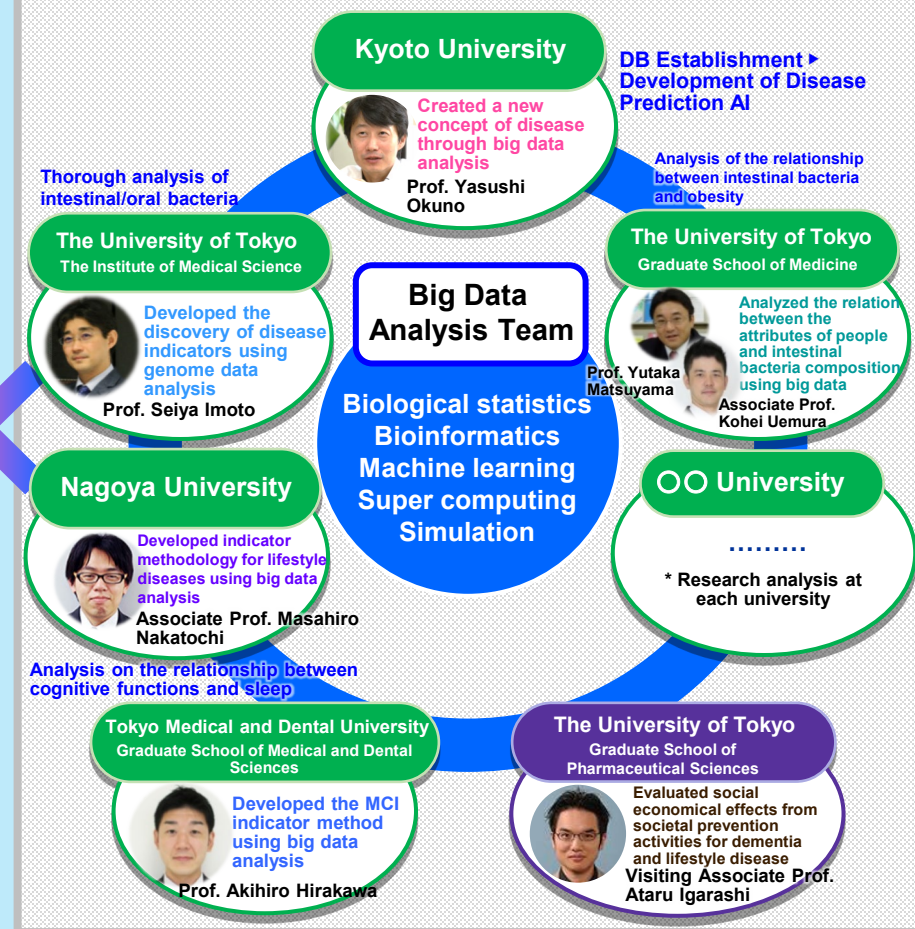 Kyoto University
Created a new
concept of disease
through big data
analysis
Prof. Yasushi
Okuno
DB Establishment ▶
Development of Disease
Prediction AI
Thorough analysis of
intestinal/oral bacteria
The University of Tokyo
The Institute of Medical Science
Developed the
discovery of disease
indicators using
genome data
analysis
Prof. Seiya Imoto
Analysis of the relationship
between intestinal bacteria
and obesity
The University of Tokyo
Graduate School of Medicine
Analyzed the relation
between the
attributes of people
and intestinal
bacteria composition
using big data
Prof. Yutaka
Matsuyama
Associate Prof.
Kohei Uemura
Big Data
Analysis Team
Biological statistics
Bioinformatics
Machine learning
Super computing
Simulation
Nagoya University
Developed indicator
methodology for lifestyle
diseases using big data
analysis
Associate Prof. Masahiro
Nakatochi
〇〇 University
………
* Research analysis at
each university
Analysis on the relationship between
cognitive functions and sleep
Tokyo Medical and Dental University
Graduate School of Medical and Dental
Sciences
Developed the MCI
indicator method
using big data
analysis
Prof. Akihiro Hirakawa
The University of Tokyo
Graduate School of
Pharmaceutical Sciences
Evaluated social
economical effects from
societal prevention
activities for dementia
and lifestyle disease
Visiting Associate Prof.
Ataru Igarashi